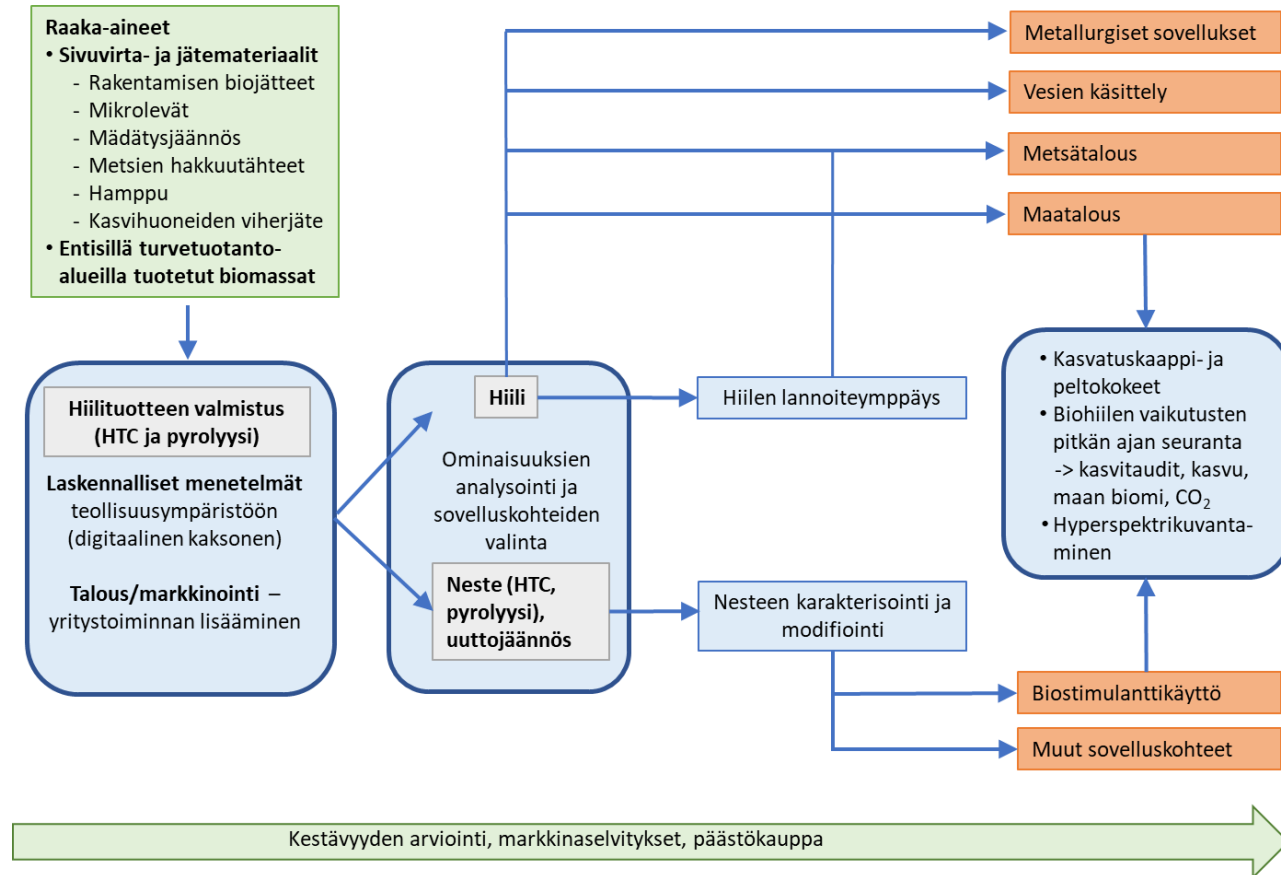 Raaka-aineet
• Sivuvirta- ja jätemateriaalit
- Rakentamisen biojätteet
- Mikrolevät
- Mädätysjäännös
- Metsien hakkuutähteet
- Hamppu
- Kasvihuoneiden viherjäte
• Entisillä turvetuotanto-
alueilla tuotetut biomassat
Hiilituotteen valmistus
(HTC ja pyrolyysi)
Laskennalliset menetelmät
teollisuusympäristöön
(digitaalinen kaksonen)
Talous/markkinointi –
yritystoiminnan lisääminen
Hiili
Ominaisuuksien
analysointi ja
sovelluskohteiden
valinta
Neste (HTC,
pyrolyysi),
uuttojäännös
Hiilen lannoiteymppäys
Nesteen karakterisointi ja
modifiointi
Metallurgiset sovellukset
Vesien käsittely
Metsätalous
Maatalous
• Kasvatuskaappi- ja
peltokokeet
• Biohiilen vaikutusten
pitkän ajan seuranta
-> kasvitaudit, kasvu,
maan biomi, CO₂
• Hyperspektrikuvanta-
minen
Biostimulanttikäyttö
Muut sovelluskohteet
Kestävyyden arviointi, markkinaselvitykset, päästökauppa